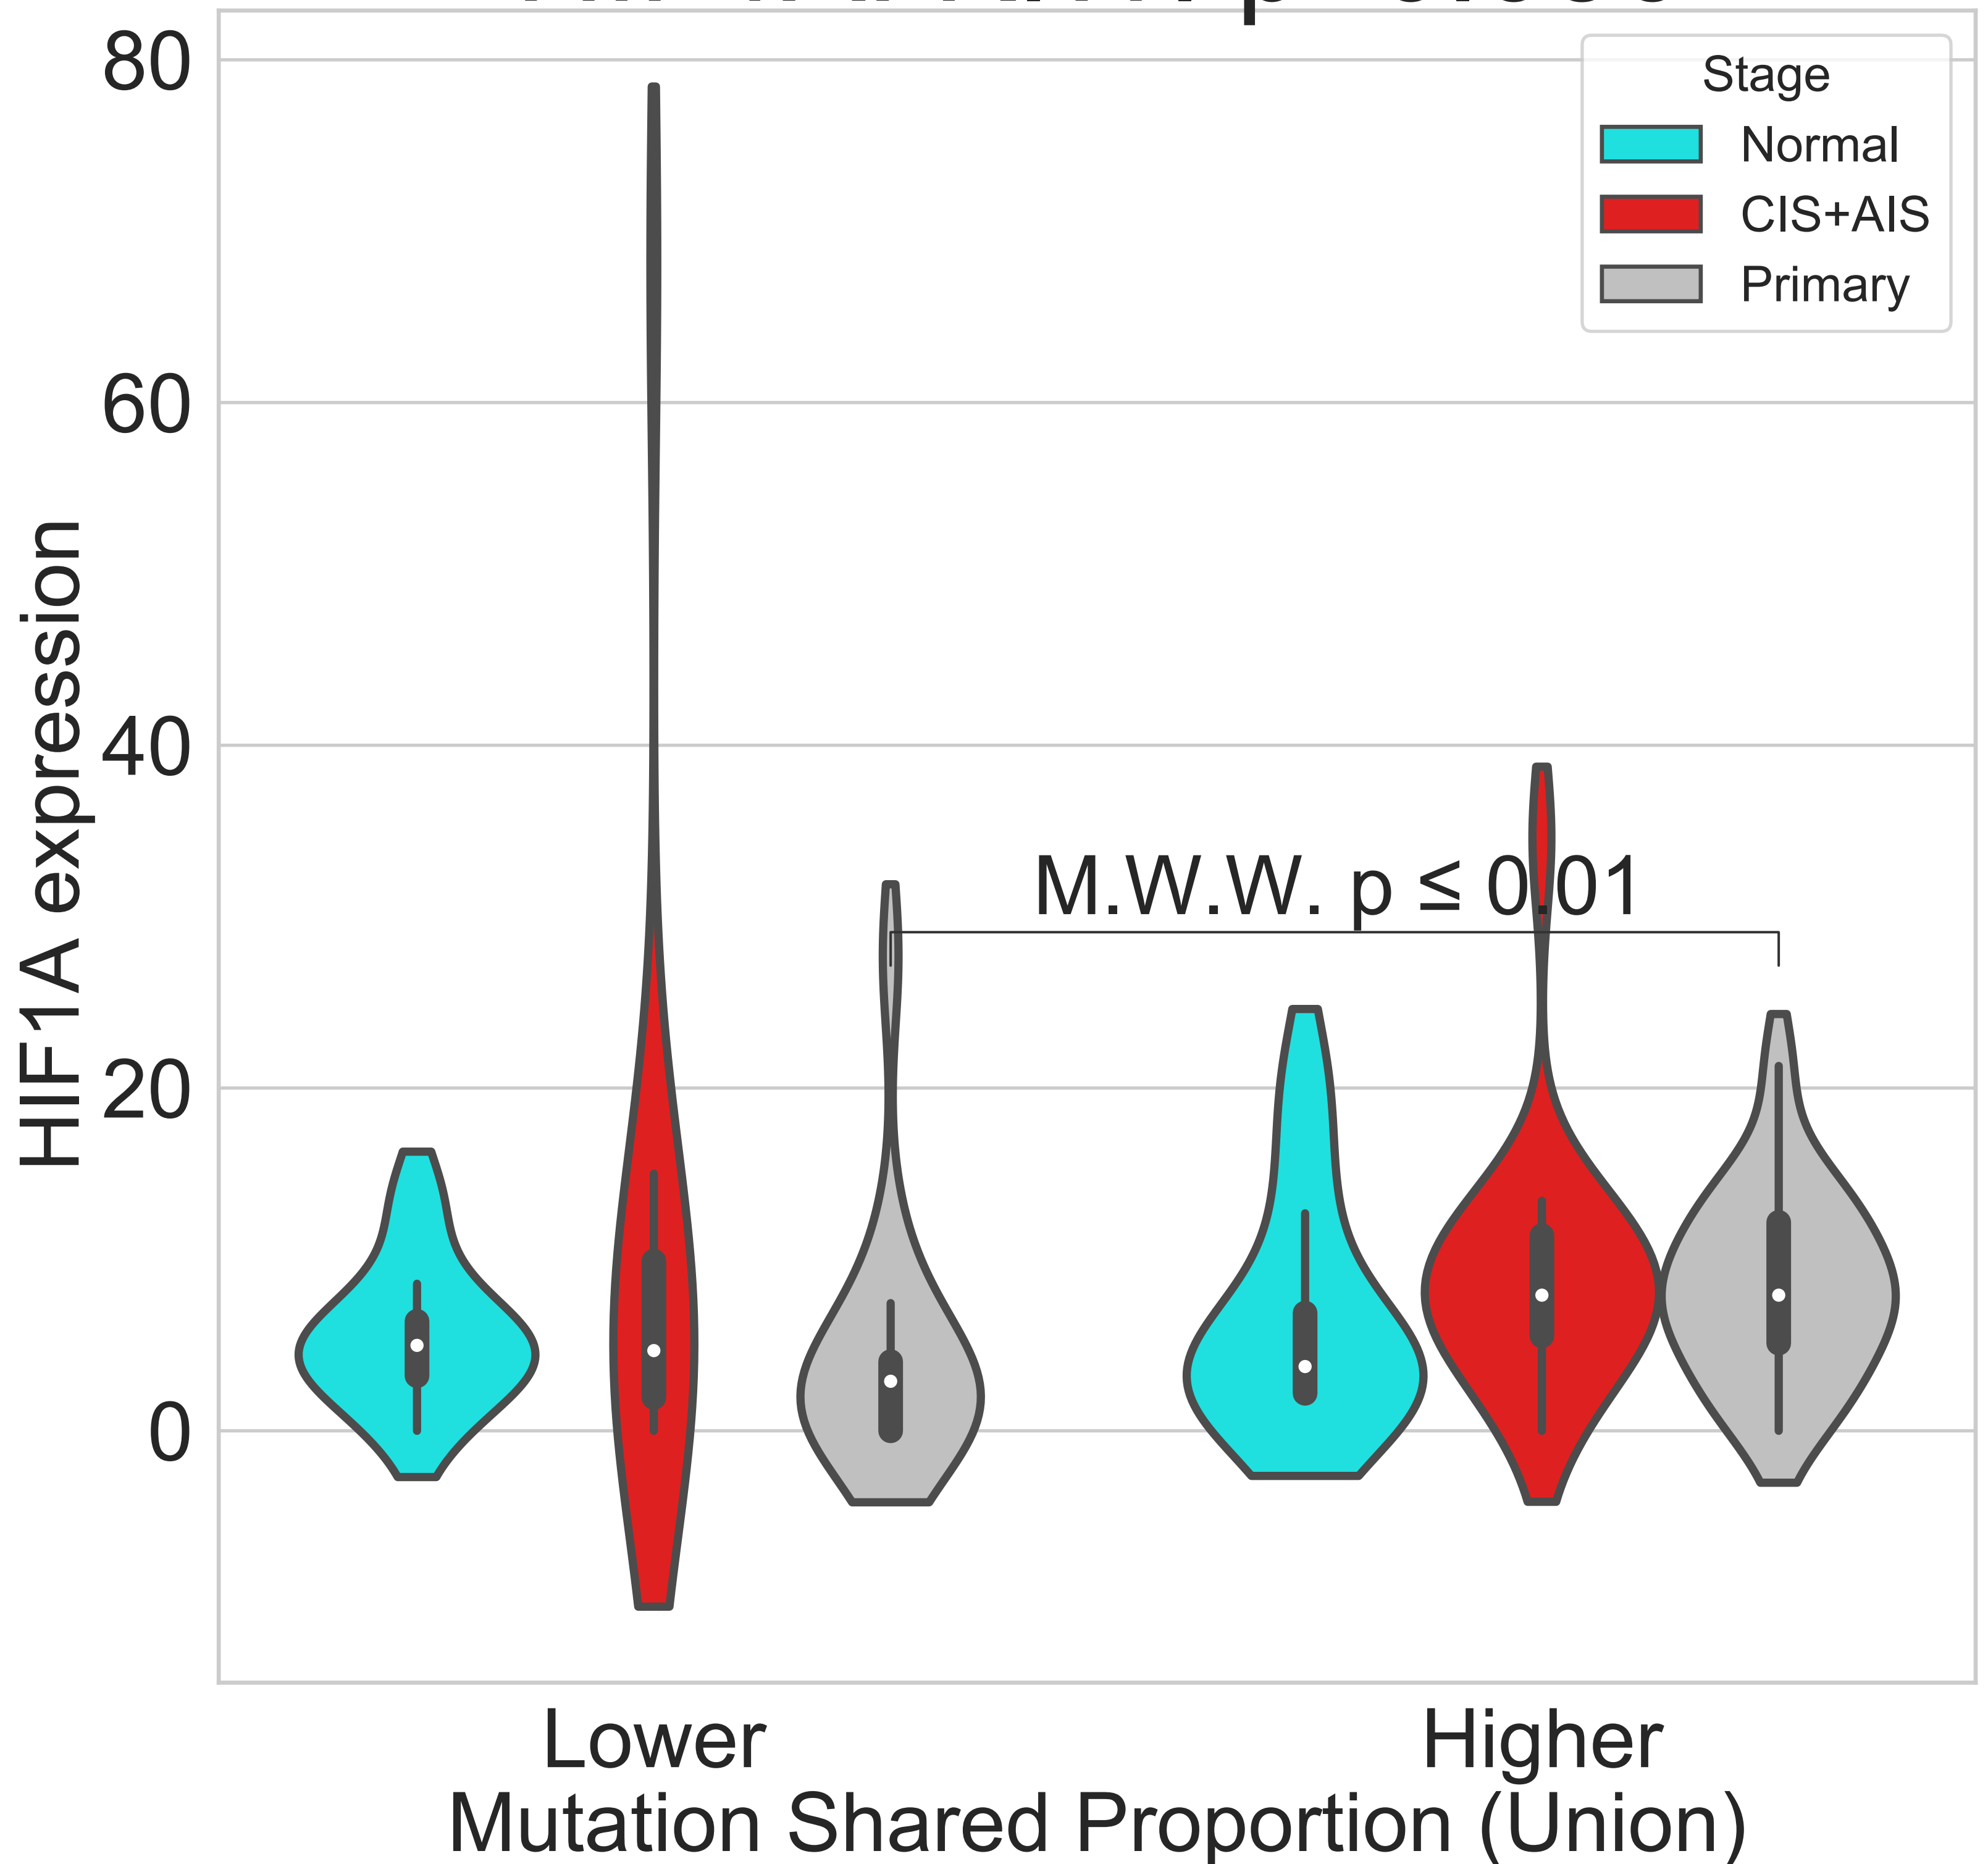 80
60
40
20
0
HIF1A expression
Stage
Normal
CIS+AIS
Primary
M.W.W. p ≤ 0.01
Lower
Higher
Mutation Shared Proportion (Union)